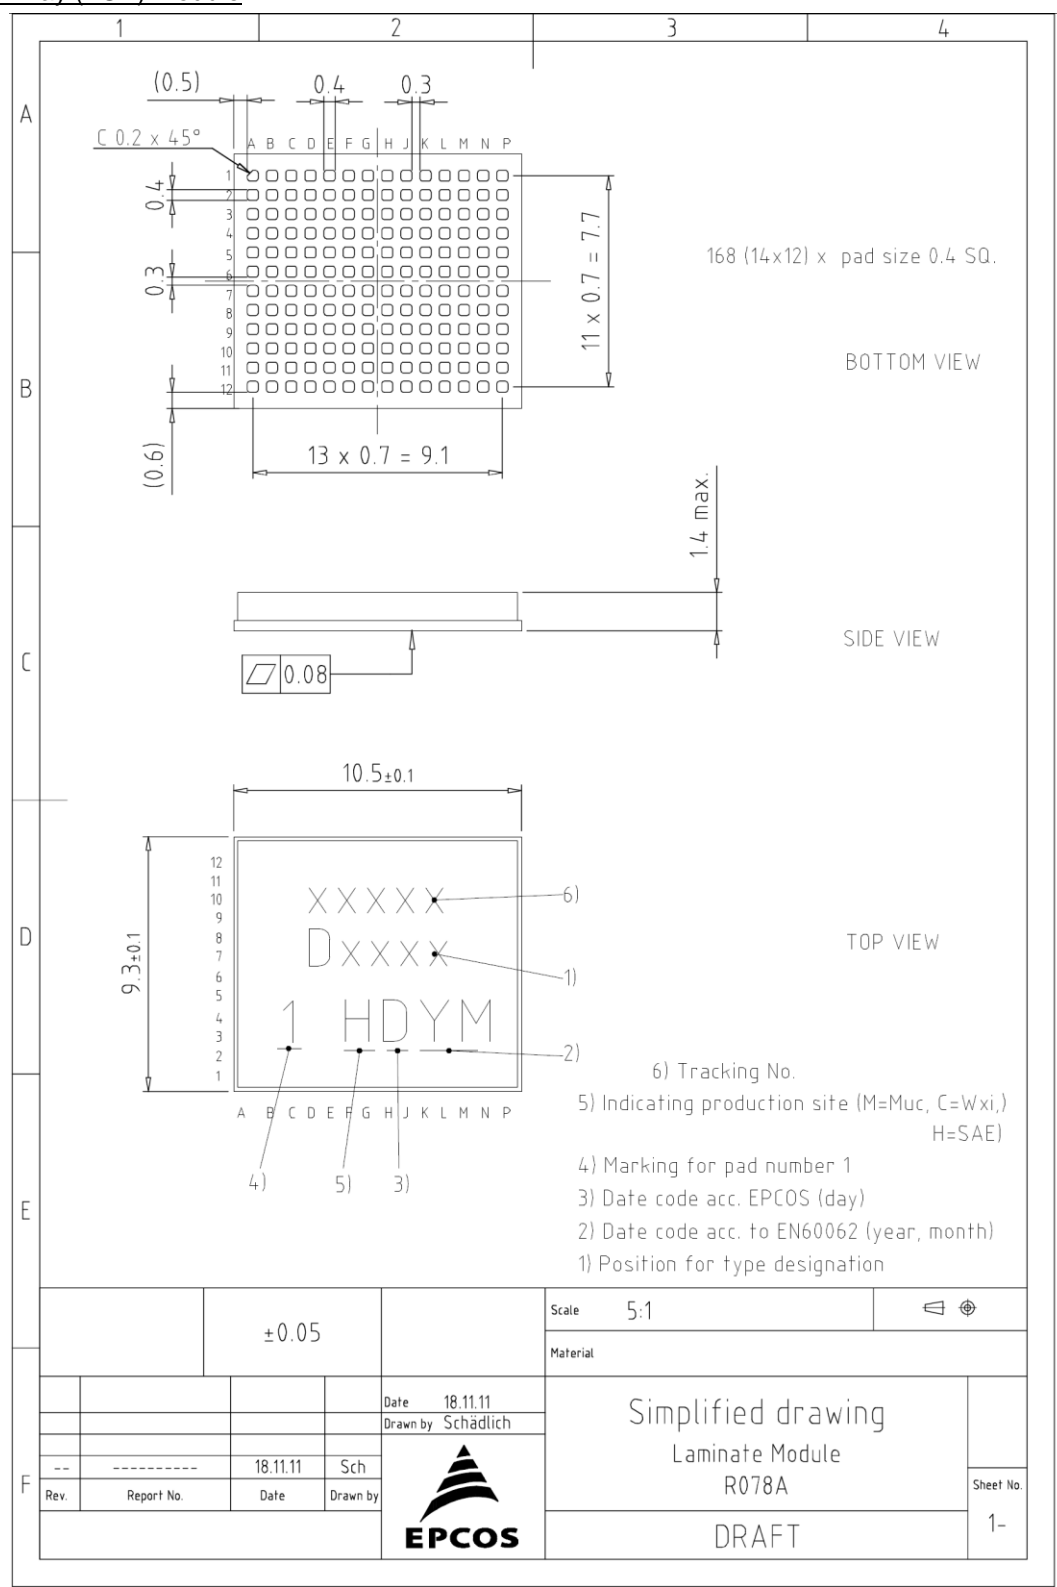 1 2 3 4
A
B
C
D
E
F
(0.5) 0.4 0.3
C 0.2 x 45°
A B C D E F G H J K L M N P
1
2
3
4
5
6
7
8
9
10
11
12
0.4
0.3
(0.6)
11 x 0.7 = 7.7
13 x 0.7 = 9.1
168 (14x12) x pad size 0.4 SQ.
BOTTOM VIEW
1.4 max.
SIDE VIEW
0.08
10.5±0.1
9.3±0.1
12
11
10
9
8
7
6
5
4
3
2
1
XXXXX
DXXXX
1 HDYM
6)
1)
2)
A B C D E F G H J K L M N P
4) 5) 3)
TOP VIEW
6) Tracking No.
5) Indicating production site (M=Muc, C=Wxi,)
H=SAE)
4) Marking for pad number 1
3) Date code acc. EPCOS (day)
2) Date code acc. to EN60062 (year, month)
1) Position for type designation
±0.05
Scale 5:1
Material
Date 18.11.11
Drawn by Schädlich
-- ---------- 18.11.11 Sch
Rev. Report No. Date Drawn by
EPCOS
Simplified drawing
Laminate Module
R078A
DRAFT
Sheet No.
1-